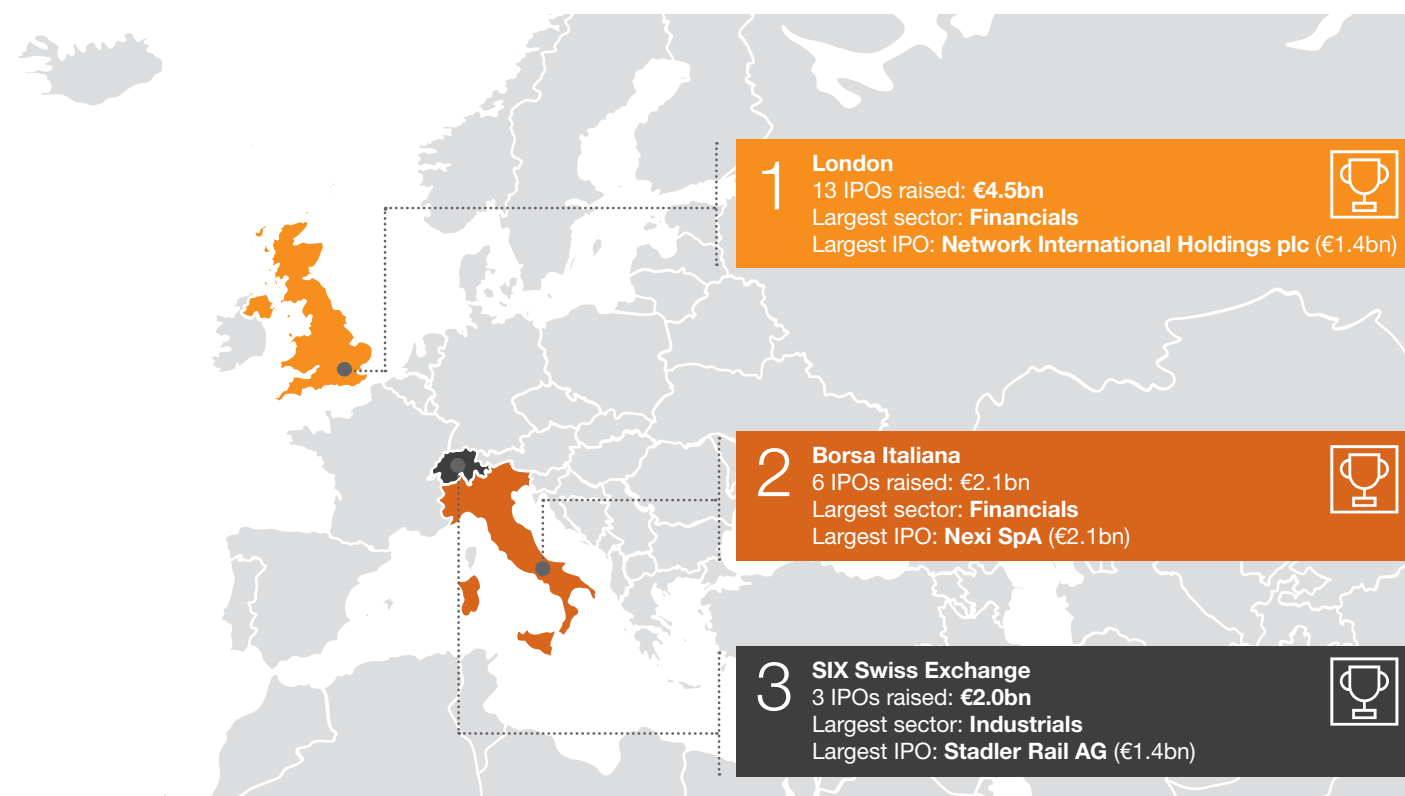 1
London
13 IPOs raised: €4.5bn
Largest sector: Financials
Largest IPO: Network International Holdings plc (€1.4bn)
2
Borsa Italiana
6 IPOs raised: €2.1bn
Largest sector: Financials
Largest IPO: Nexi SpA (€2.1bn)
3
SIX Swiss Exchange
3 IPOs raised: €2.0bn
Largest sector: Industrials
Largest IPO: Stadler Rail AG (€1.4bn)